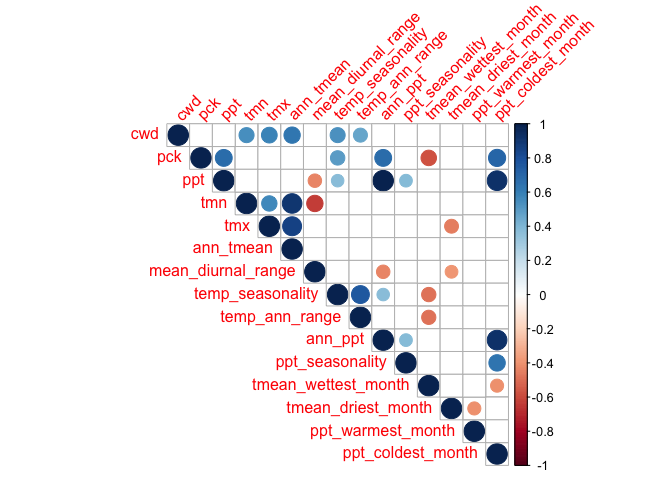 cwd
pck
ppt
tmn
tmx
ann_tmean
mean_diurnal_range
temp_seasonality
temp_ann_range
ann_ppt
ppt_seasonality
tmean_wettest_month
tmean_driest_month
ppt_warmest_month
ppt_coldest_month
cwd
pck
ppt
tmn
tmx
ann_tmean
mean_diurnal_range
temp_seasonality
temp_ann_range
ann_ppt
ppt_seasonality
tmean_wettest_month
tmean_driest_month
ppt_warmest_month
ppt_coldest_month
1
0.8
0.6
0.4
0.2
0
-0.2
-0.4
-0.6
-0.8
-1